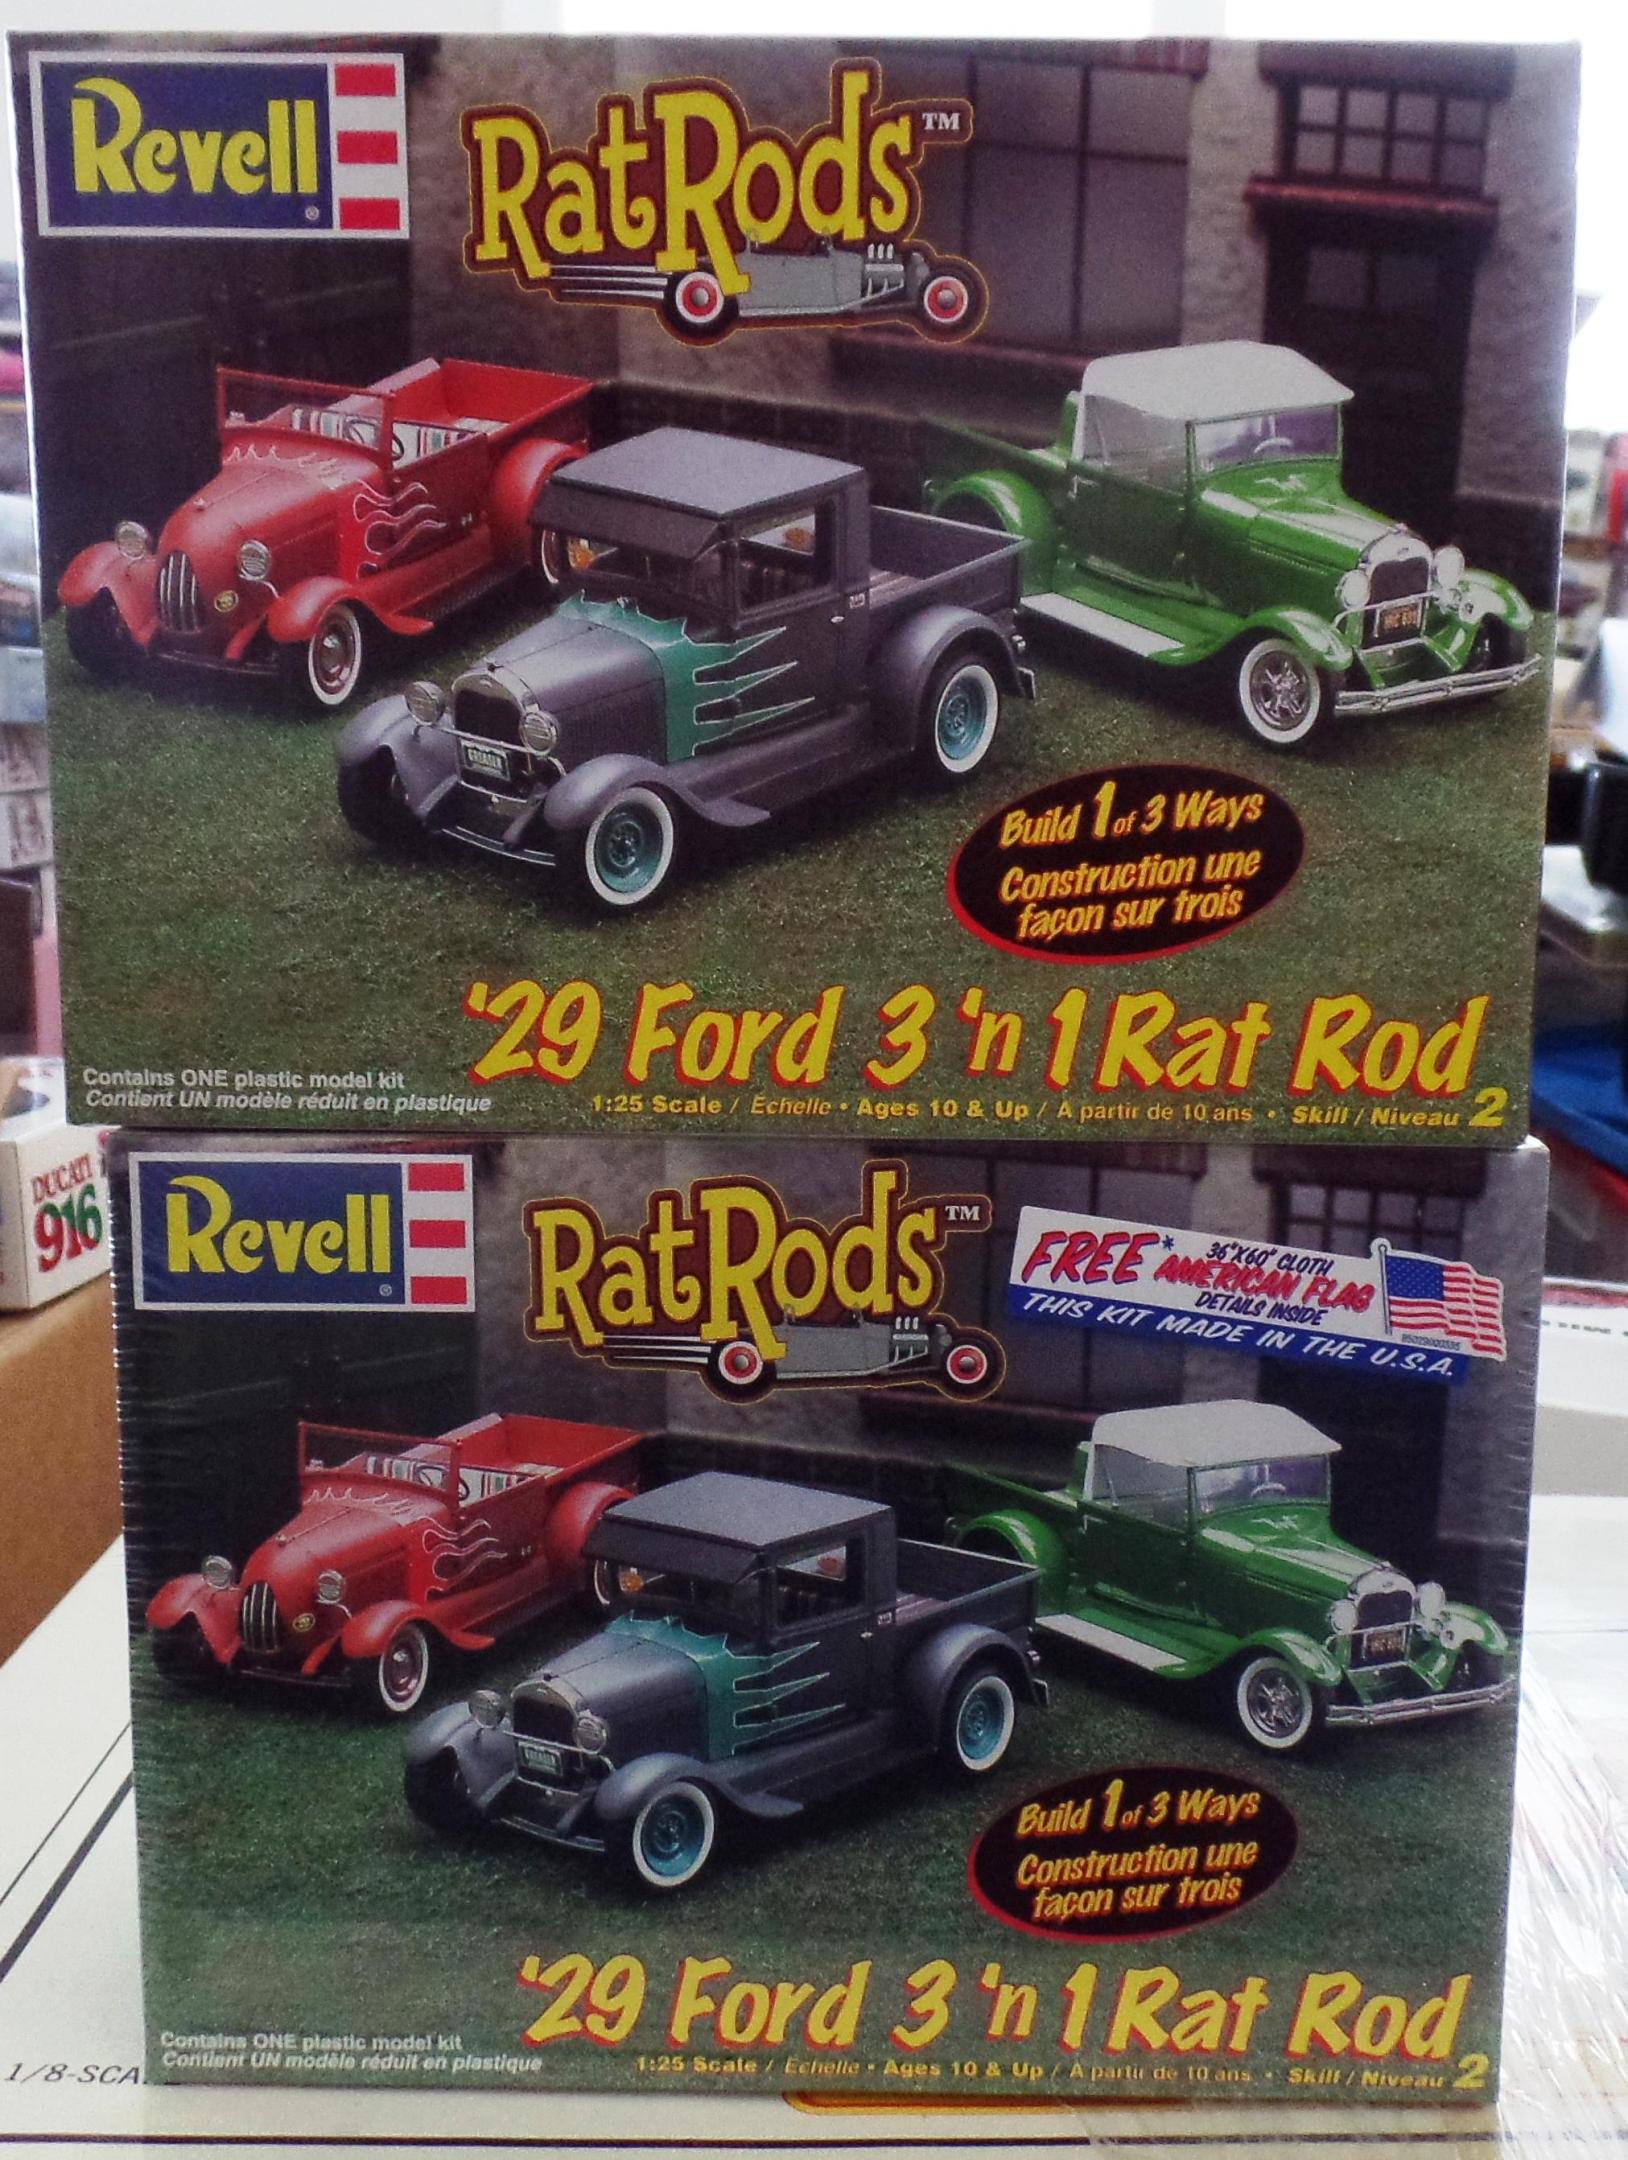 Revell
®
RatRods™
Build 1 of 3 Ways
Construction une
façon sur trois
'29 Ford 3 'n 1 Rat Rod
Contains ONE plastic model kit
Contient UN modèle réduit en plastique
1:25 Scale / Echelle • Ages 10 & Up / A partir de 10 ans • Skill / Niveau 2
DUCATI
916
Revell
®
RatRods™
FREE* 36"X60" CLOTH
AMERICAN FLAG
DETAILS INSIDE
THIS KIT MADE IN THE U.S.A.
Build 1 of 3 Ways
Construction une
façon sur trois
'29 Ford 3 'n 1 Rat Rod
Contains ONE plastic model kit
Contient UN modèle réduit en plastique
1:25 Scale / Echelle • Ages 10 & Up / A partir de 10 ans • Skill / Niveau 2
1/8-SCA